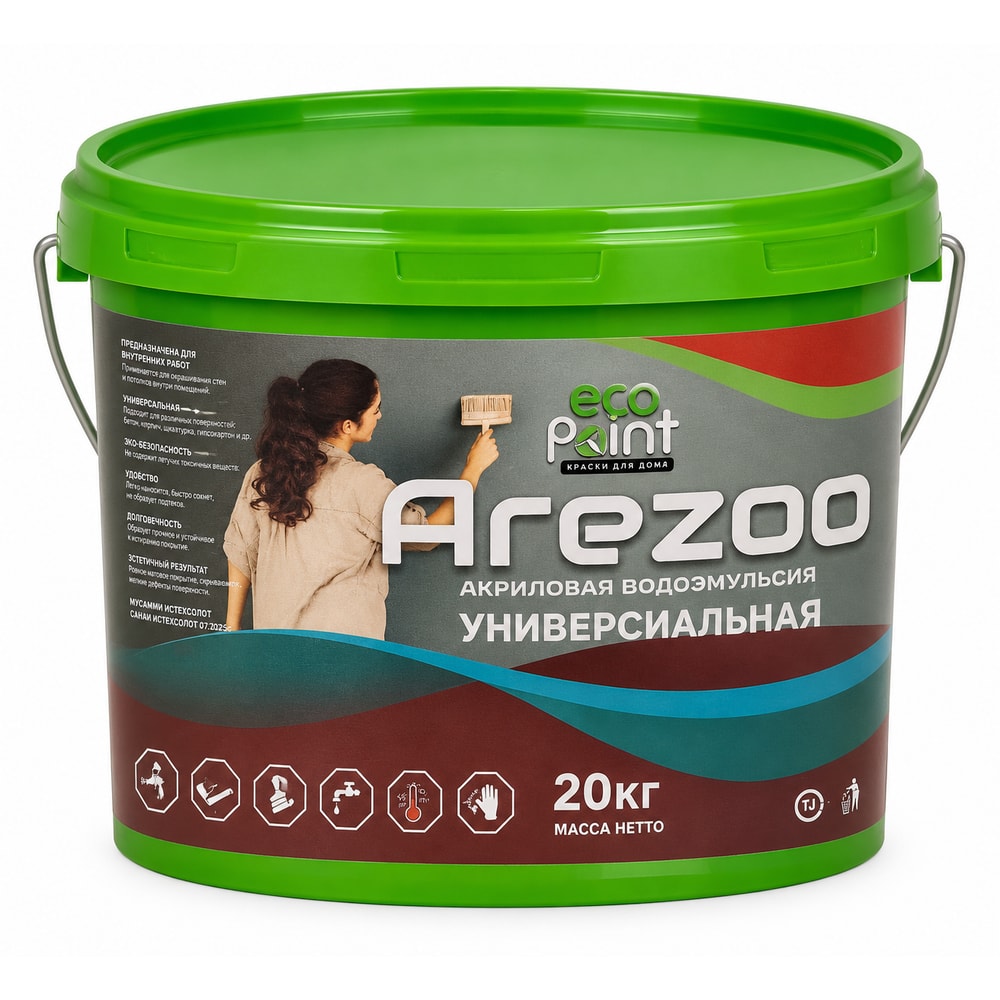 ПРЕДНАЗНАЧЕНА ДЛЯ
ВНУТРЕННИХ РАБОТ
Применяется для окрашивания стен
и потолков внутри помещений.
УНИВЕРСАЛЬНАЯ
Подходит для различных поверхностей:
бетон, кирпич, шкатурка, гипсокартон и др.
ЭКО-БЕЗОПАСНОСТЬ
Не содержит летучих токсичных веществ.
УДОБСТВО
Легко наносится, быстро сохнет,
не образует подтеков.
ДОЛГОВЕЧНОСТЬ
Образует прочное и устойчивое
к истиранию покрытие.
ЭСТЕТИЧНЫЙ РЕЗУЛЬТАТ
Ровное матовое покрытие, скрывающее
мелкие дефекты поверхности.
МУСАММИ ИСТЕХСОЛОТ
САНАИ ИСТЕХСОЛОТ 07.2025с
eco
paint
КРАСКИ ДЛЯ ДОМА
Arezoo
АКРИЛОВАЯ ВОДОЭМУЛЬСИЯ
УНИВЕРСИАЛЬНАЯ
20КГ
МАССА НЕТТО
TJ